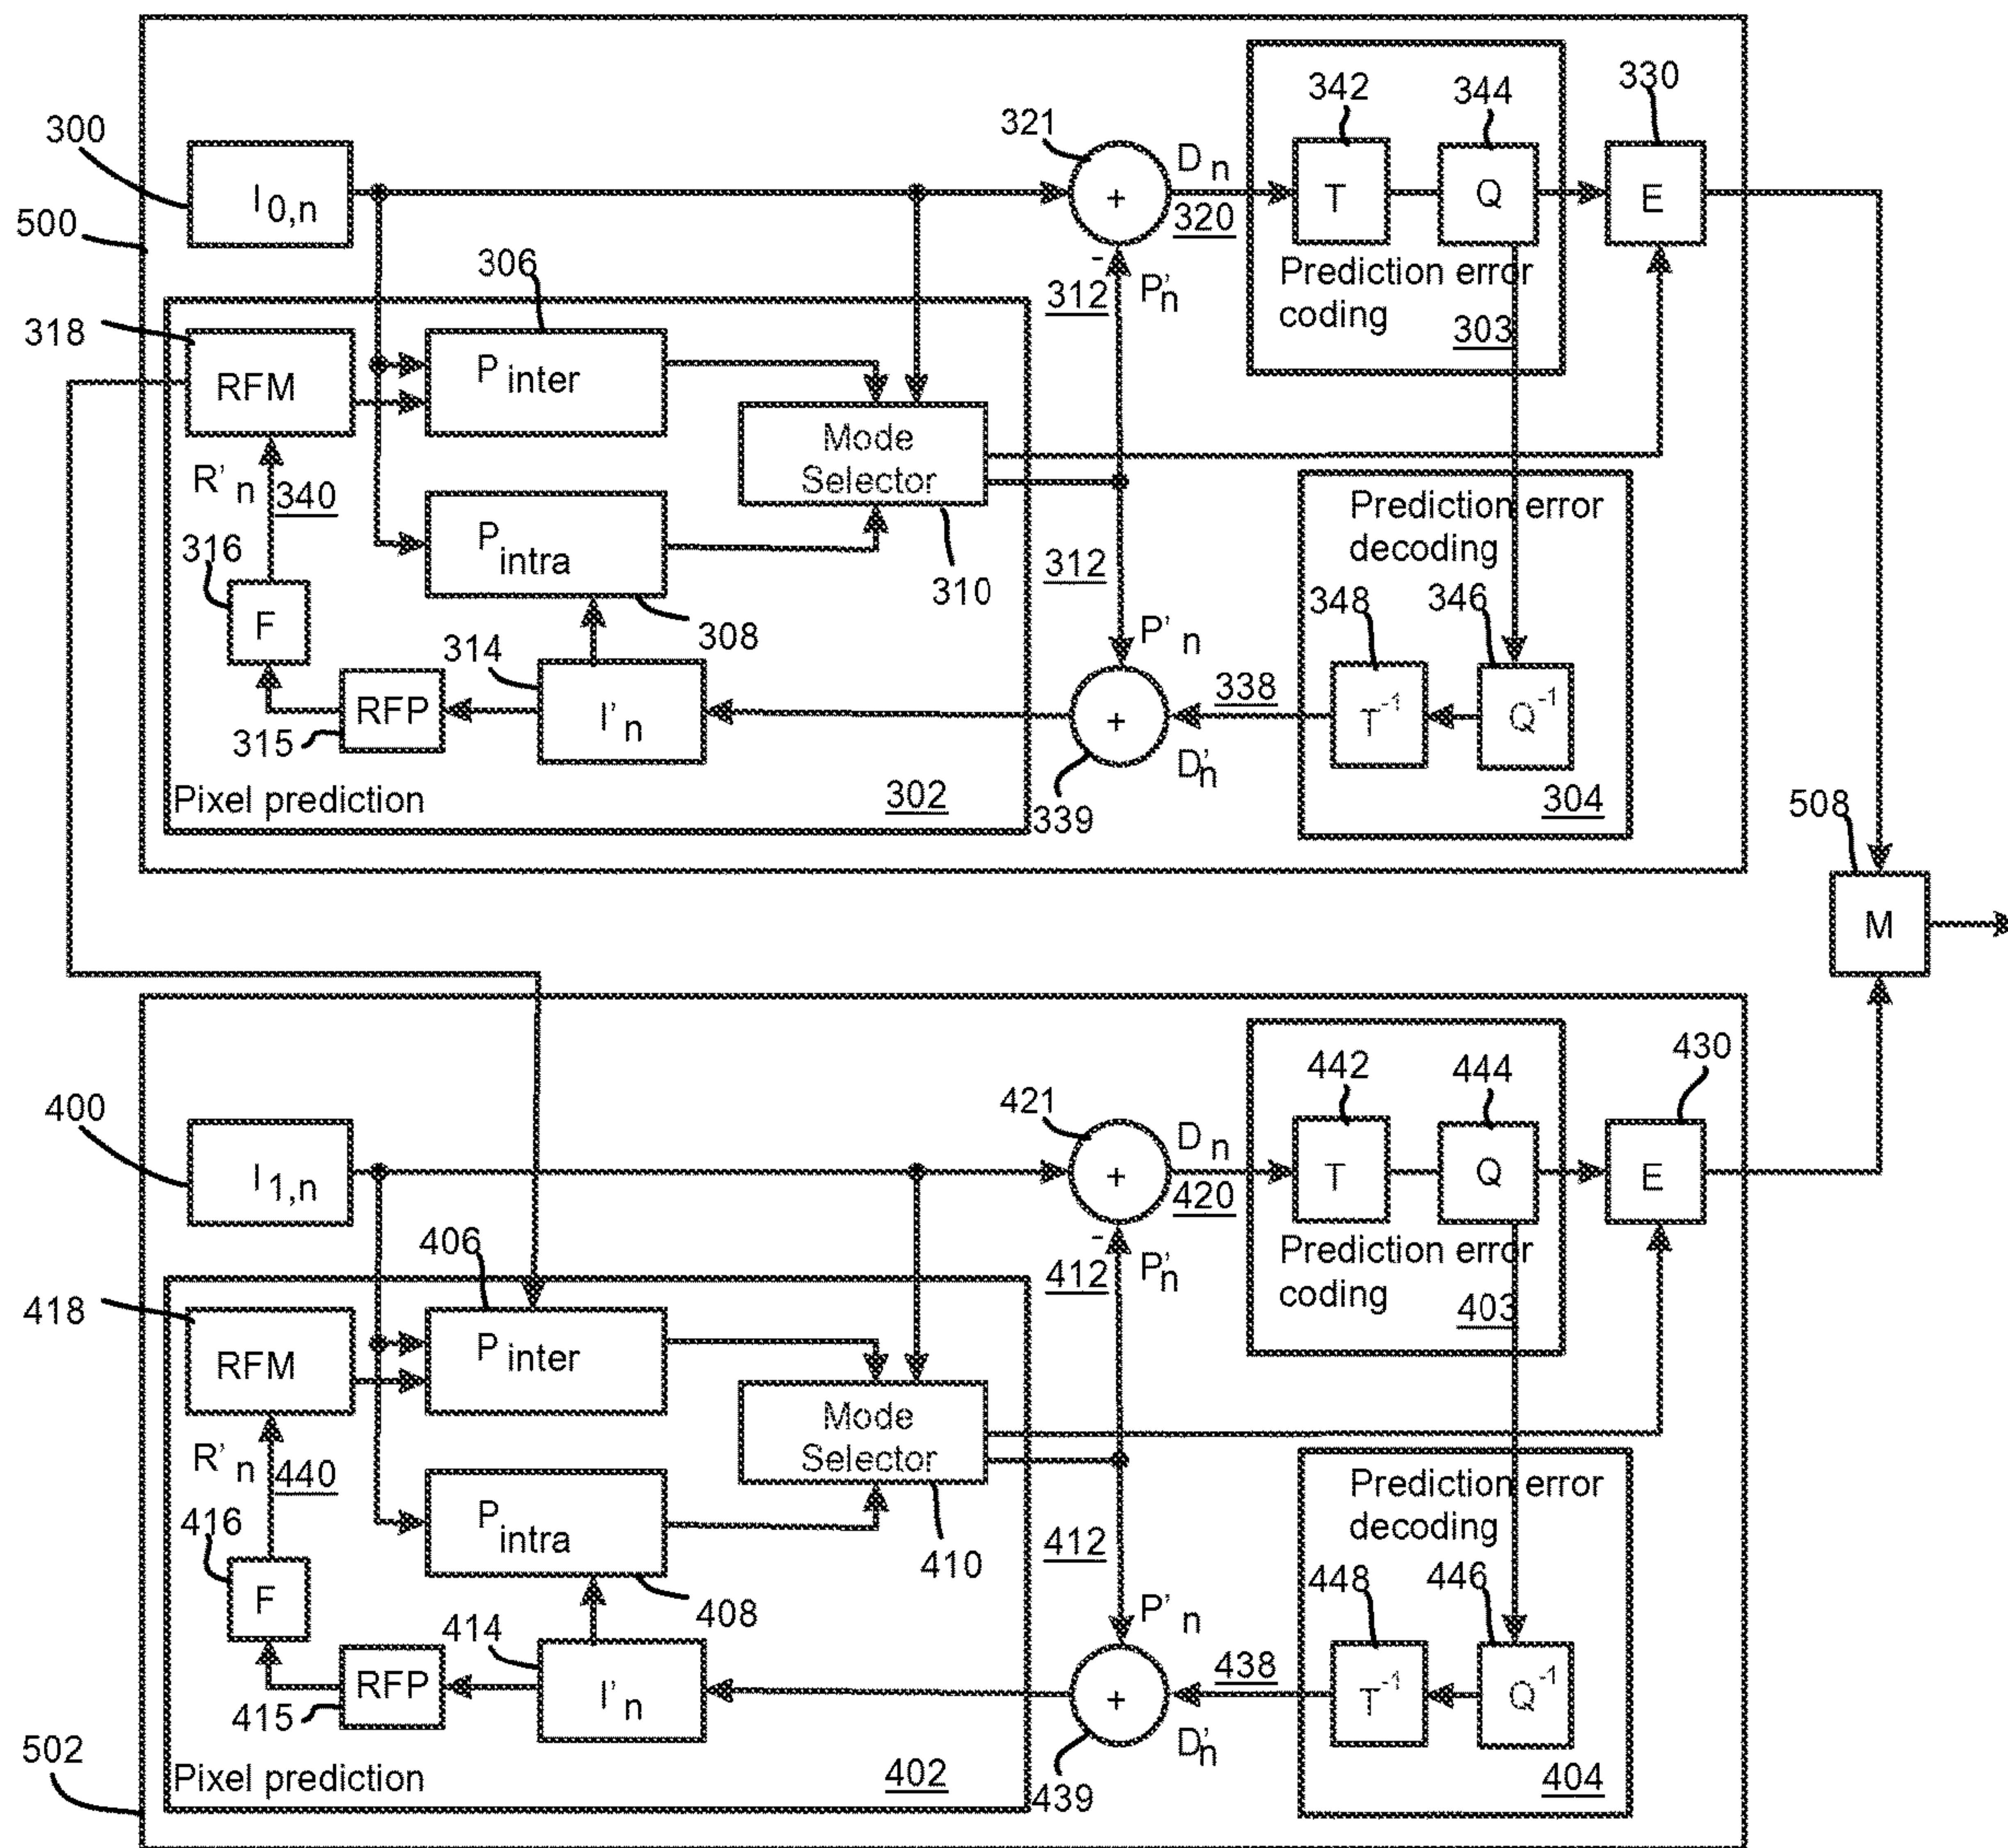 342
344
330
300
321
D n
I 0,n
+
320
T
Q
E
500
306
-
Prediction error
coding
312
P'n
303
318
P inter
RFM
Mode
Selector
R' n
340
Prediction error
decoding
316
P intra
312
310
348
346
F
308
P' n
314
338
RFP
I' n
+
T -1
Q -1
315
D'n
Pixel prediction
302
339
304
508
M
442
444
430
400
421
D n
I 1,n
+
420
T
Q
E
406
-
Prediction error
coding
412
P'n
403
418
P inter
RFM
Mode
Selector
R' n
440
Prediction error
decoding
416
P intra
412
410
448
446
F
408
P' n
414
438
RFP
I' n
+
T -1
Q -1
415
D'n
502
Pixel prediction
402
439
404